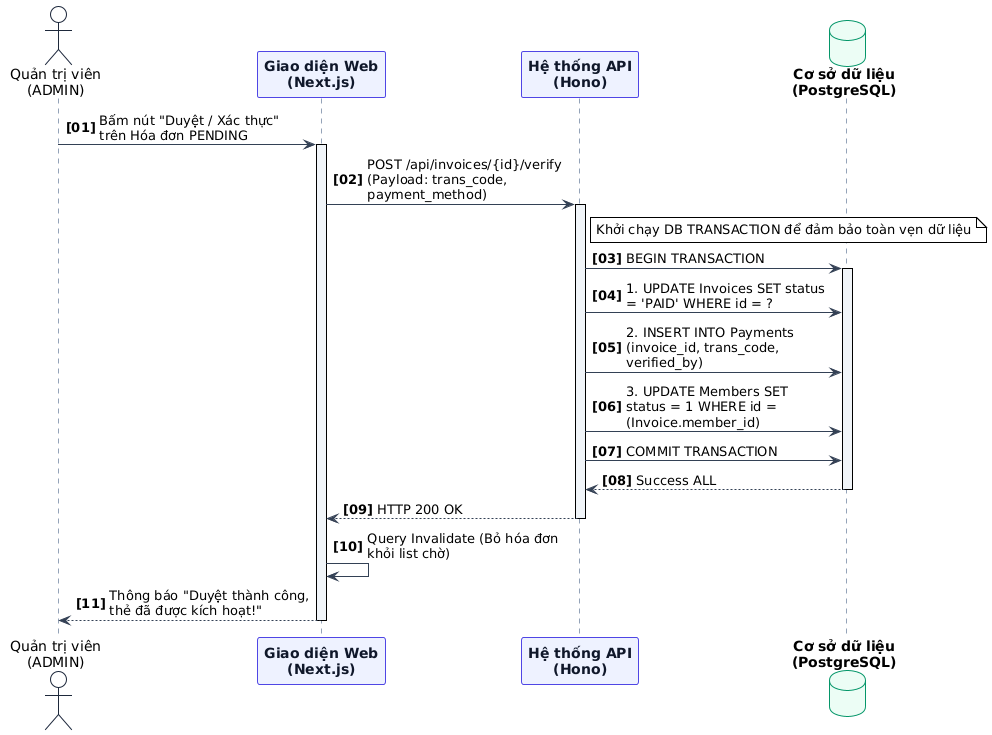 Quản trị viên
(ADMIN)
Giao diện Web
(Next.js)
Hệ thống API
(Hono)
Cơ sở dữ liệu
(PostgreSQL)
[01] Bấm nút "Duyệt / Xác thực"
trên Hóa đơn PENDING
[02] POST /api/invoices/{id}/verify
(Payload: trans_code,
payment_method)
Khởi chạy DB TRANSACTION để đảm bảo toàn vẹn dữ liệu
[03] BEGIN TRANSACTION
[04] 1. UPDATE Invoices SET status
= 'PAID' WHERE id = ?
[05] 2. INSERT INTO Payments
(invoice_id, trans_code,
verified_by)
[06] 3. UPDATE Members SET
status = 1 WHERE id =
(Invoice.member_id)
[07] COMMIT TRANSACTION
[08] Success ALL
[09] HTTP 200 OK
[10] Query Invalidate (Bỏ hóa đơn
khỏi list chờ)
[11] Thông báo "Duyệt thành công,
thẻ đã được kích hoạt!"
Quản trị viên
(ADMIN)
Giao diện Web
(Next.js)
Hệ thống API
(Hono)
Cơ sở dữ liệu
(PostgreSQL)